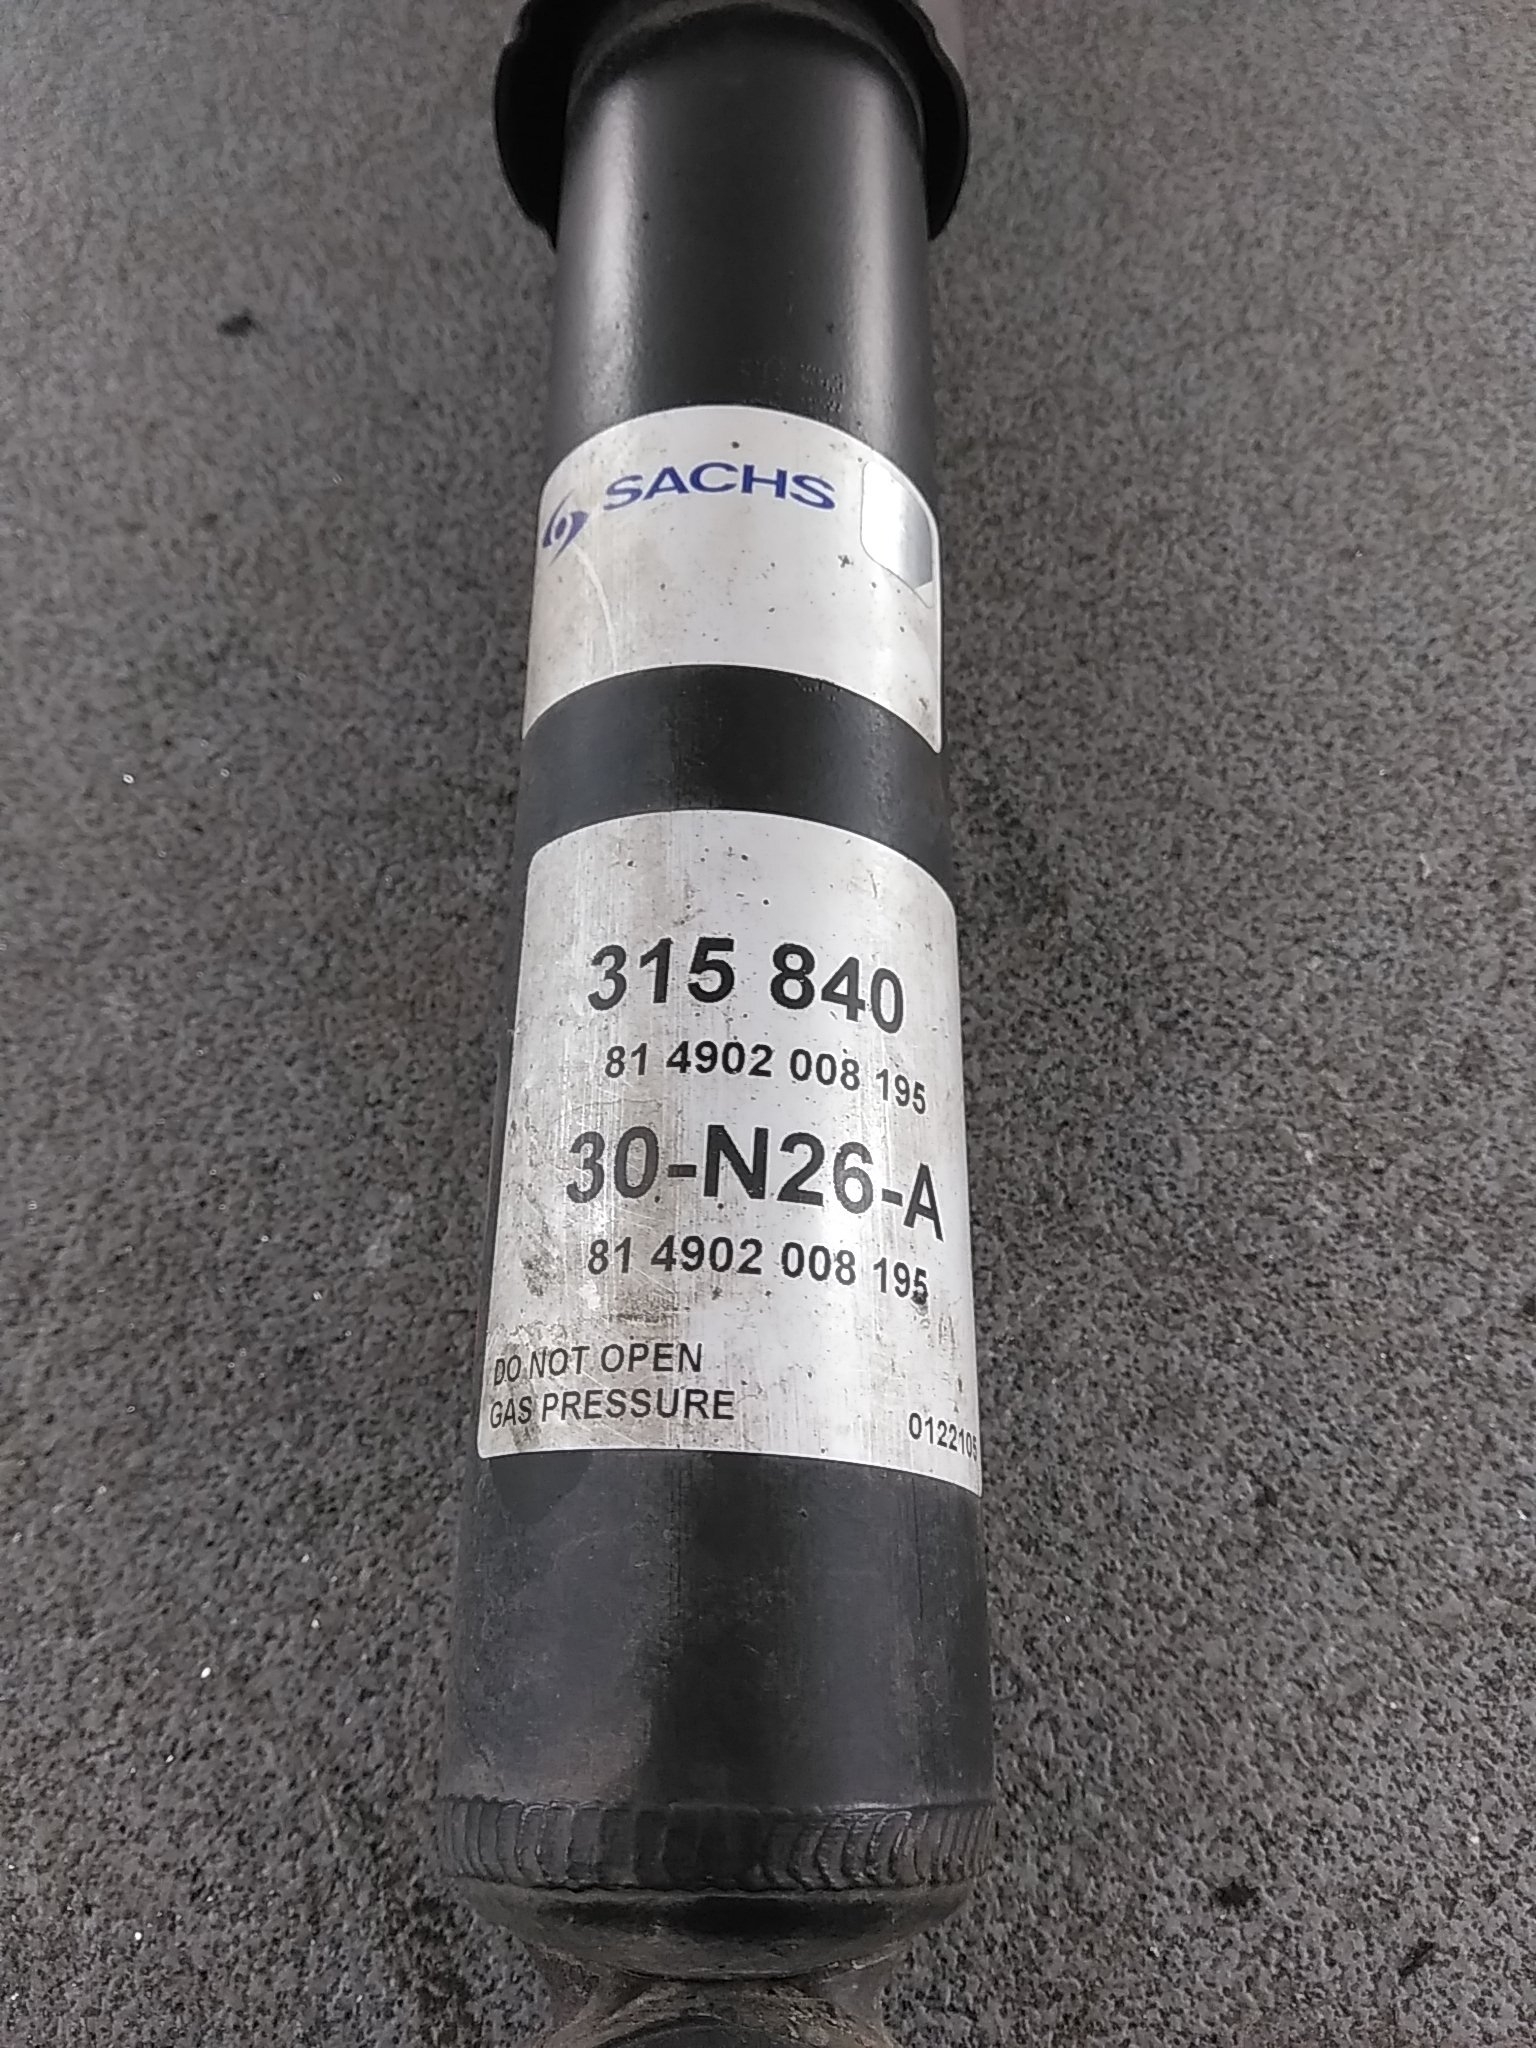 SACHS
315 840
81 4902 008 195
30-N26-A
81 4902 008 195
DO NOT OPEN
GAS PRESSURE
0122105